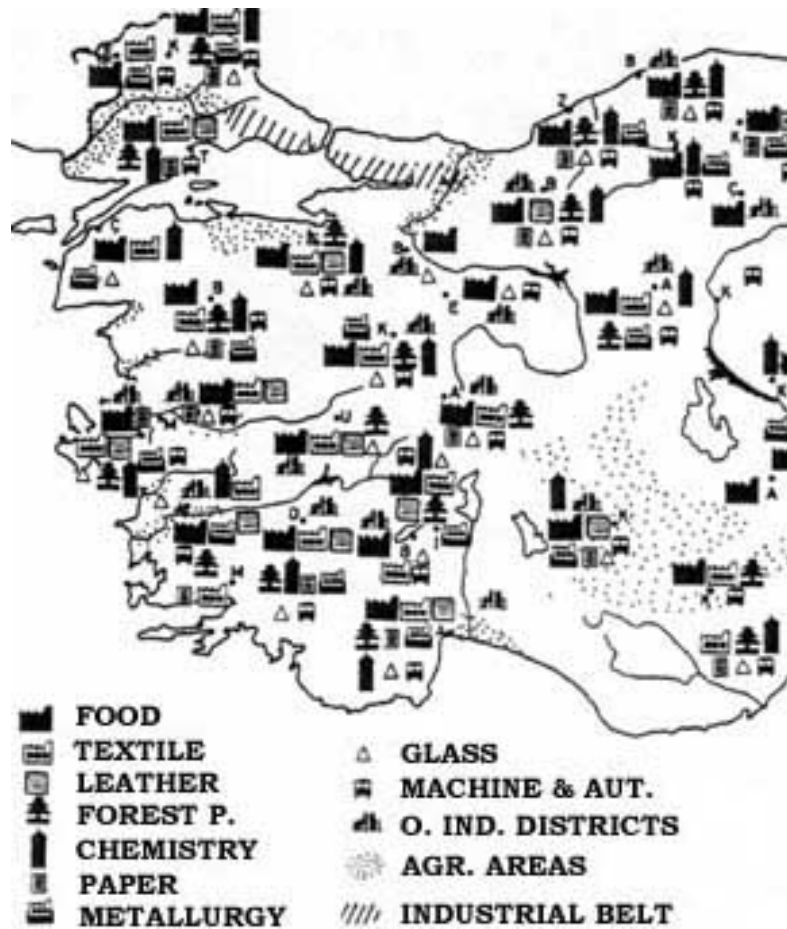 K
T
Z
B
K
K
C
B
C
B
E
A
K
B
K
K
A
U
M
K
A
D
B
I
M
K
FOOD
TEXTILE
LEATHER
FOREST P.
CHEMISTRY
PAPER
METALLURGY
GLASS
MACHINE & AUT.
O. IND. DISTRICTS
AGR. AREAS
INDUSTRIAL BELT